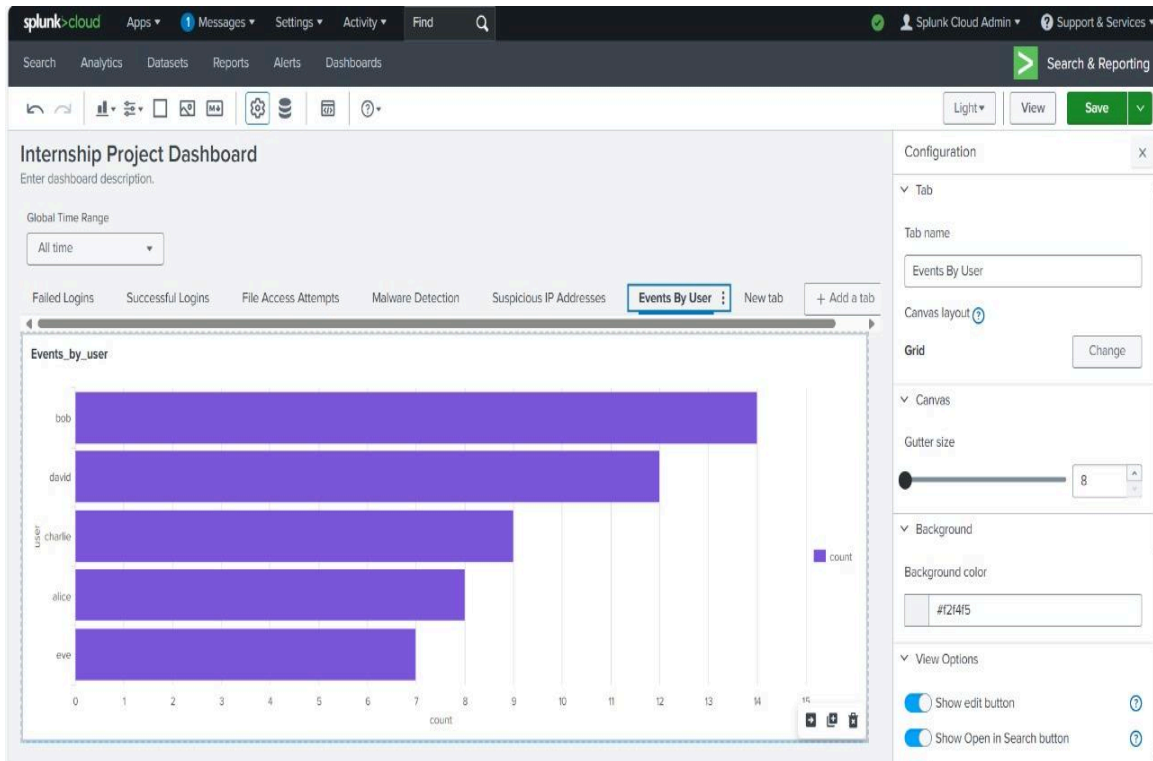 splunk>cloud Apps 1 Messages Settings Activity Find Splunk Cloud Admin ? Support & Services
Search Analytics Datasets Reports Alerts Dashboards Search & Reporting
M Light View Save
Internship Project Dashboard
Enter dashboard description.
Global Time Range
All time
Failed Logins Successful Logins File Access Attempts Malware Detection Suspicious IP Addresses Events By User New tab + Add a tab
Events_by_user
bob
david
charlie
alice
eve
user
0 1 2 3 4 5 6 7 8 9 10 11 12 13 14 15
count
count
Configuration X
Tab
Tab name
Events By User
Canvas layout ?
Grid Change
Canvas
Gutter size
8
Background
Background color
#f2f4f5
View Options
Show edit button ?
Show Open in Search button ?